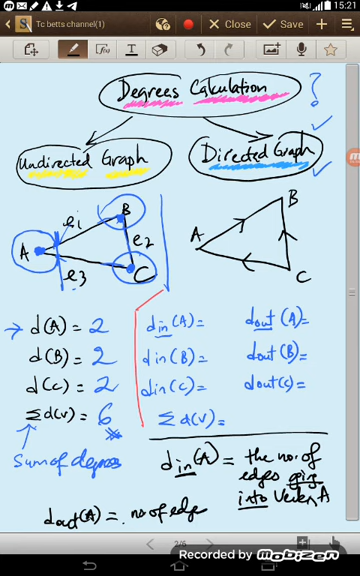 15:21
Tc betts channel(1)
Close
Save
Degrees Calculation
?
Undirected Graph
Directed Graph
A e1 B
e2
e3 C
A B C
d(A) = 2
d(B) = 2
d(C) = 2
Σd(v) = 6
Sum of degrees
din(A)=
din(B)=
din(C)=
Σd(v)=
dout(A)=
dout(B)=
dout(C)=
din(A) = the no. of
edges going
into Vertex A
dout(A) = no of edge
2/6
Recorded by Mobizen